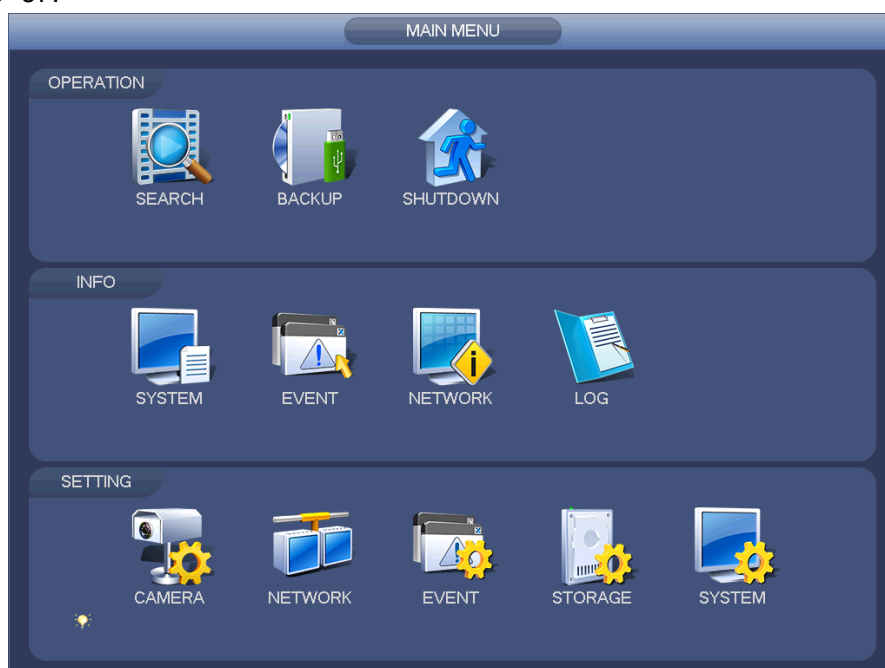 MAIN MENU
OPERATION
SEARCH BACKUP SHUTDOWN
INFO
SYSTEM EVENT NETWORK LOG
SETTING
CAMERA NETWORK EVENT STORAGE SYSTEM